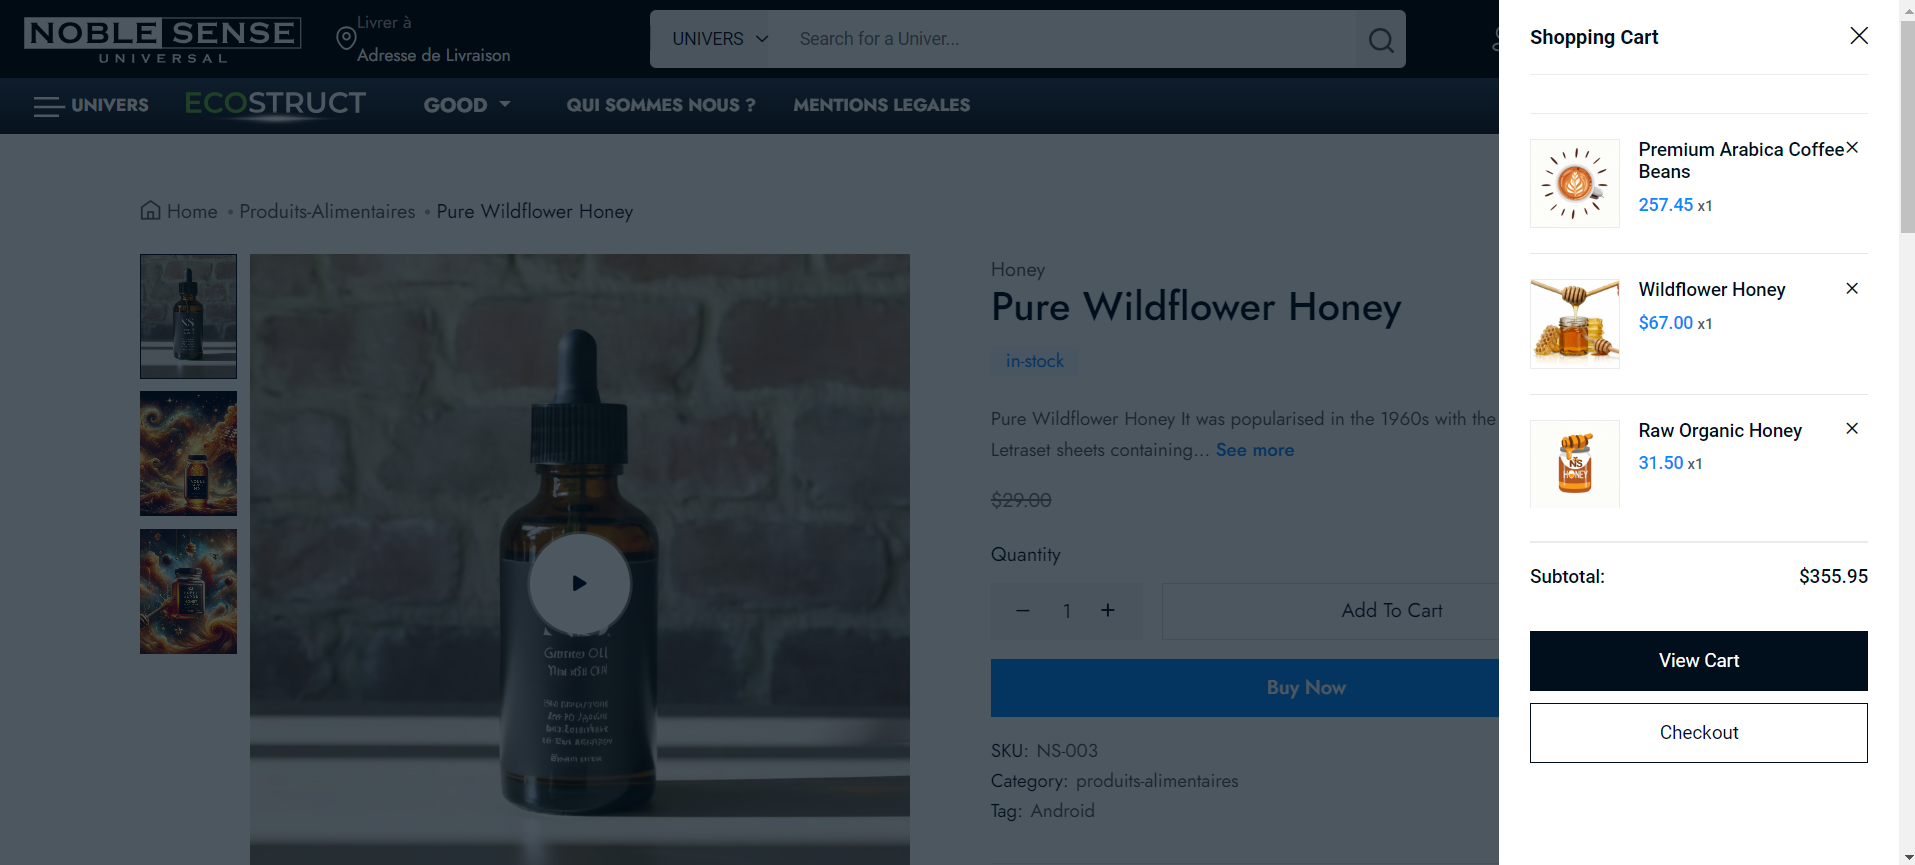 NOBLE SENSE
UNIVERSAL
Livrer à
Adresse de Livraison
UNIVERS
Search for a Univer...
UNIVERS
ECOSTRUCT
GOOD
QUI SOMMES NOUS ?
MENTIONS LEGALES
Home • Produits-Alimentaires • Pure Wildflower Honey
Honey
Pure Wildflower Honey
in-stock
Pure Wildflower Honey It was popularised in the 1960s with the
Letraset sheets containing... See more
$29.00
Quantity
− 1 +
Add To Cart
Buy Now
SKU: NS-003
Category: produits-alimentaires
Tag: Android
Shopping Cart
Premium Arabica Coffee
Beans
257.45 x1
Wildflower Honey
$67.00 x1
NS
HONEY
Raw Organic Honey
31.50 x1
Subtotal: $355.95
View Cart
Checkout